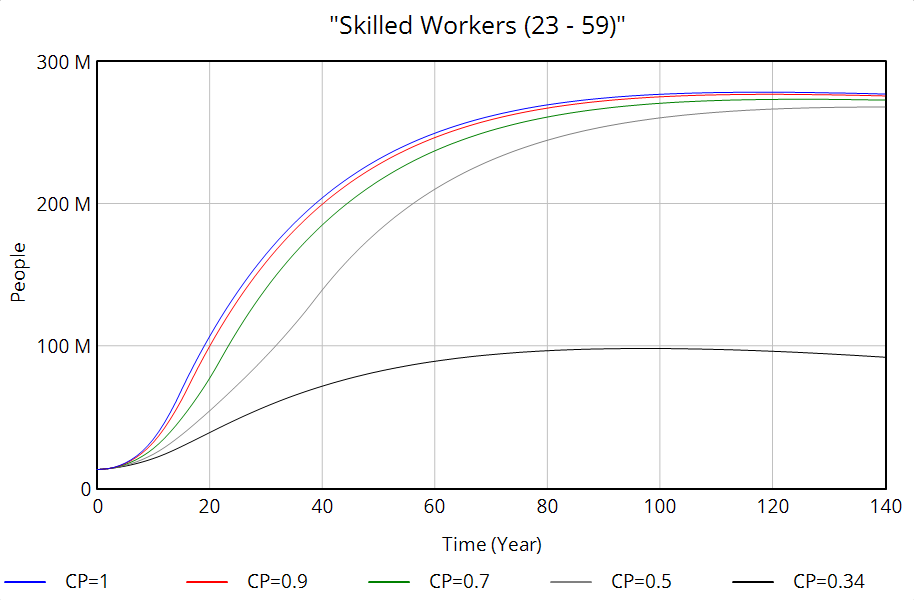 "Skilled Workers (23 - 59)"
300 M
200 M
100 M
0
People
0 20 40 60 80 100 120 140
Time (Year)
CP=1 CP=0.9 CP=0.7 CP=0.5 CP=0.34